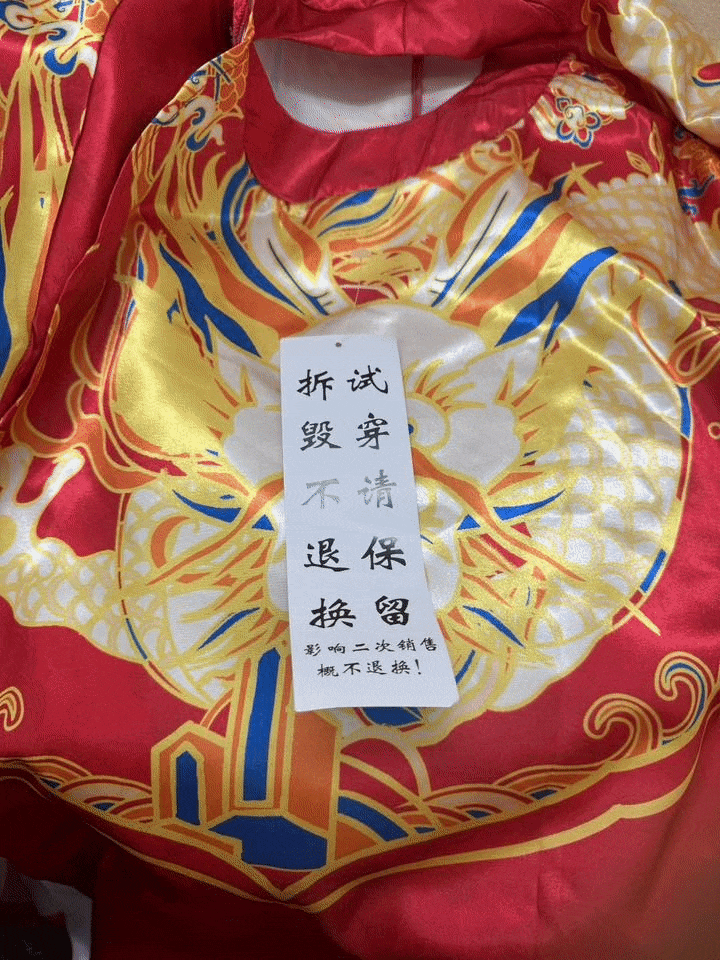 试穿请保留
拆毁不退换
影响二次销售
概不退换！